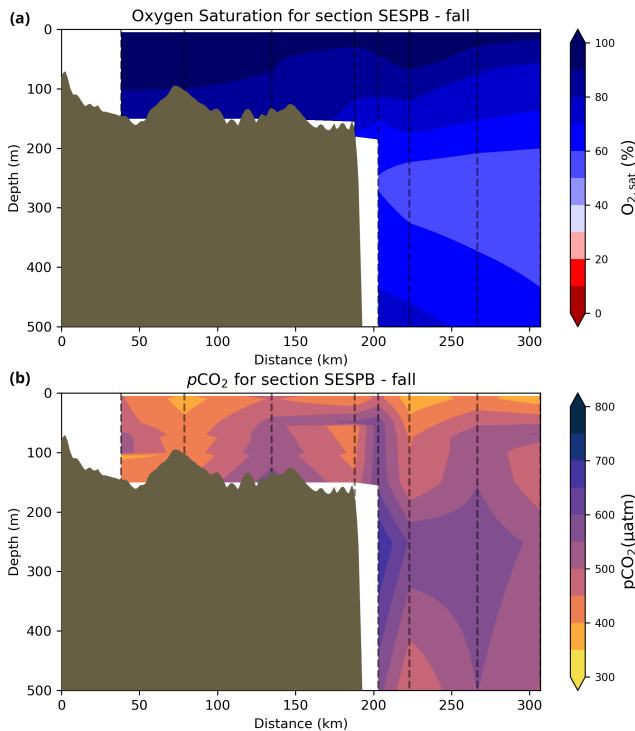 (a)
Oxygen Saturation for section SESPB - fall
0
100
200
300
400
500
Depth (m)
0 50 100 150 200 250 300
Distance (km)
100
80
60
40
20
0
O₂,sat (%)
(b)
pCO₂ for section SESPB - fall
0
100
200
300
400
500
Depth (m)
0 50 100 150 200 250 300
Distance (km)
800
700
600
500
400
300
pCO₂(µatm)